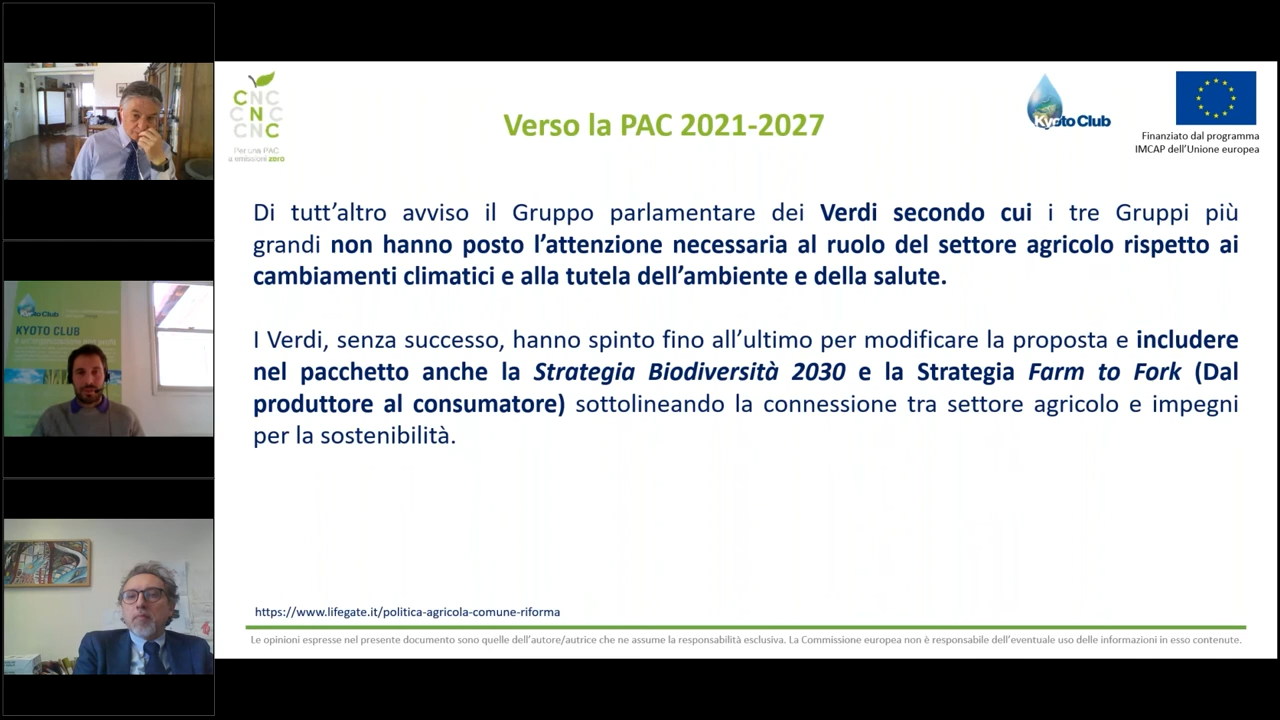 CNC
CNC
CNC
Per una PAC
a emissioni zero
Verso la PAC 2021-2027
Kyoto Club
Finanziato dal programma
IMCAP dell'Unione europea
Di tutt'altro avviso il Gruppo parlamentare dei Verdi secondo cui i tre Gruppi più
grandi non hanno posto l'attenzione necessaria al ruolo del settore agricolo rispetto ai
cambiamenti climatici e alla tutela dell'ambiente e della salute.
I Verdi, senza successo, hanno spinto fino all'ultimo per modificare la proposta e includere
nel pacchetto anche la Strategia Biodiversità 2030 e la Strategia Farm to Fork (Dal
produttore al consumatore) sottolineando la connessione tra settore agricolo e impegni
per la sostenibilità.
https://www.lifegate.it/politica-agricola-comune-riforma
Le opinioni espresse nel presente documento sono quelle dell'autore/autrice che ne assume la responsabilità esclusiva. La Commissione europea non è responsabile dell'eventuale uso delle informazioni in esso contenute.
Kyoto Club
KYOTO CLUB